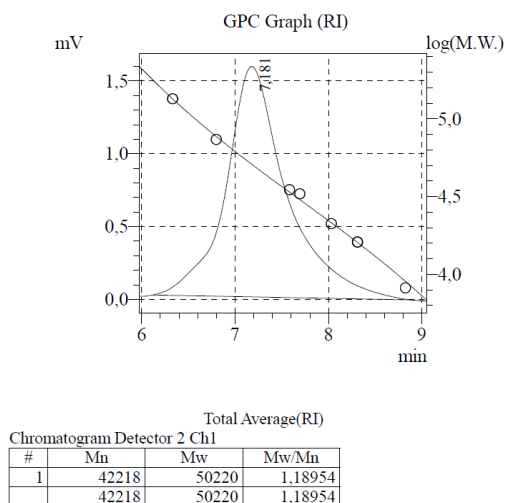 GPC Graph (RI)
mV
log(M.W.)
7,181
1,5
1,0
0,5
0,0
5,0
4,5
4,0
6 7 8 9
min
Total Average(RI)
Chromatogram Detector 2 Ch1
# Mn Mw Mw/Mn
1 42218 50220 1,18954
42218 50220 1,18954